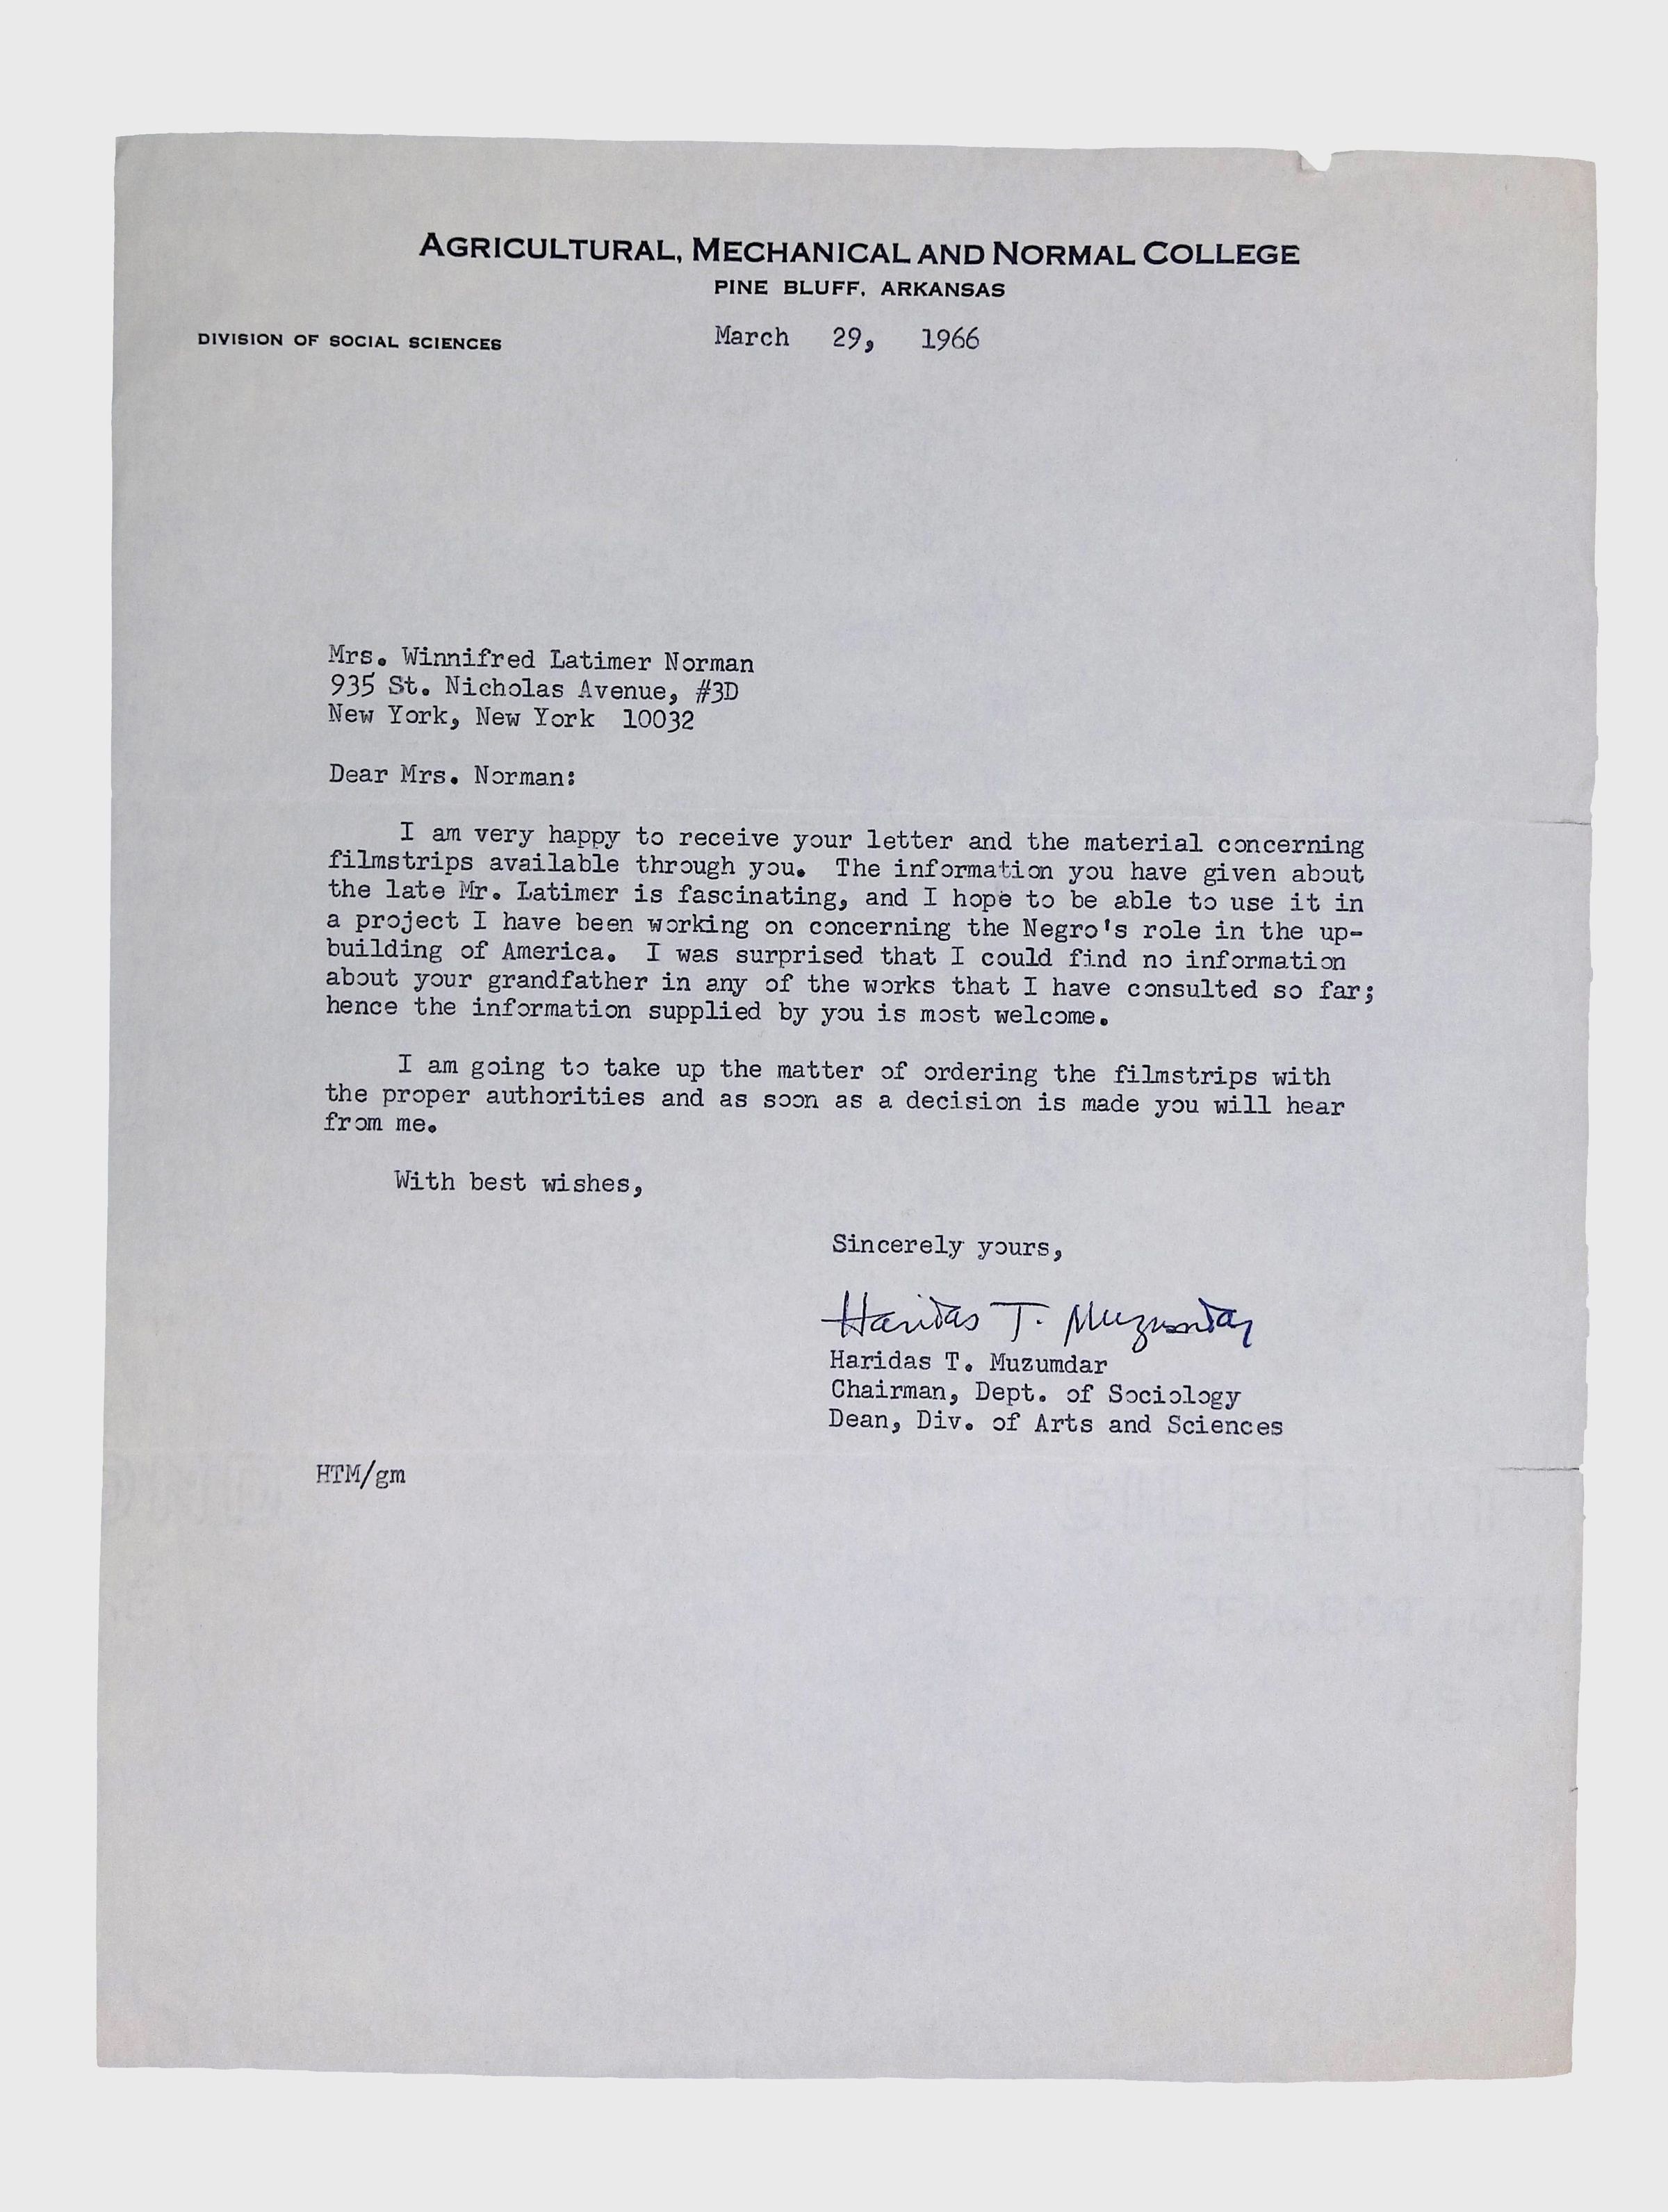 AGRICULTURAL, MECHANICAL AND NORMAL COLLEGE
PINE BLUFF, ARKANSAS
DIVISION OF SOCIAL SCIENCES
March 29, 1966
Mrs. Winnifred Latimer Norman
935 St. Nicholas Avenue, #3D
New York, New York 10032
Dear Mrs. Norman:
I am very happy to receive your letter and the material concerning
filmstrips available through you. The information you have given about
the late Mr. Latimer is fascinating, and I hope to be able to use it in
a project I have been working on concerning the Negro's role in the up-
building of America. I was surprised that I could find no information
about your grandfather in any of the works that I have consulted so far;
hence the information supplied by you is most welcome.
I am going to take up the matter of ordering the filmstrips with
the proper authorities and as soon as a decision is made you will hear
from me.
With best wishes,
Sincerely yours,
Haridas T. Muzumdar
Haridas T. Muzumdar
Chairman, Dept. of Sociology
Dean, Div. of Arts and Sciences
HTM/gm